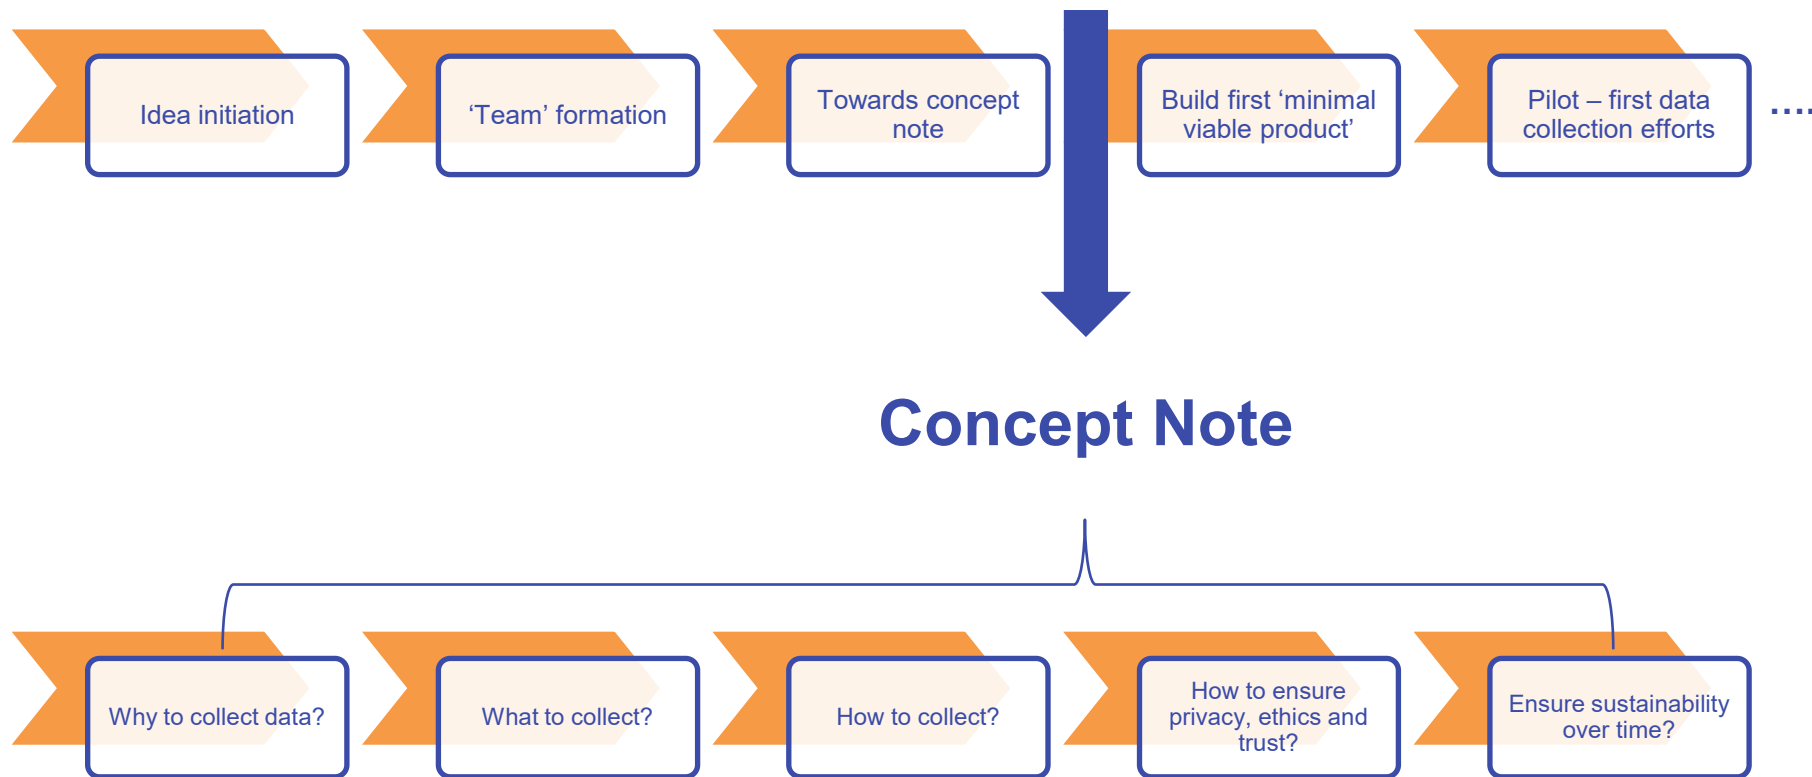 Idea initiation
‘Team’ formation
Towards concept
note
Build first ‘minimal
viable product’
Pilot – first data
collection efforts
....
Concept Note
Why to collect data?
What to collect?
How to collect?
How to ensure
privacy, ethics and
trust?
Ensure sustainability
over time?